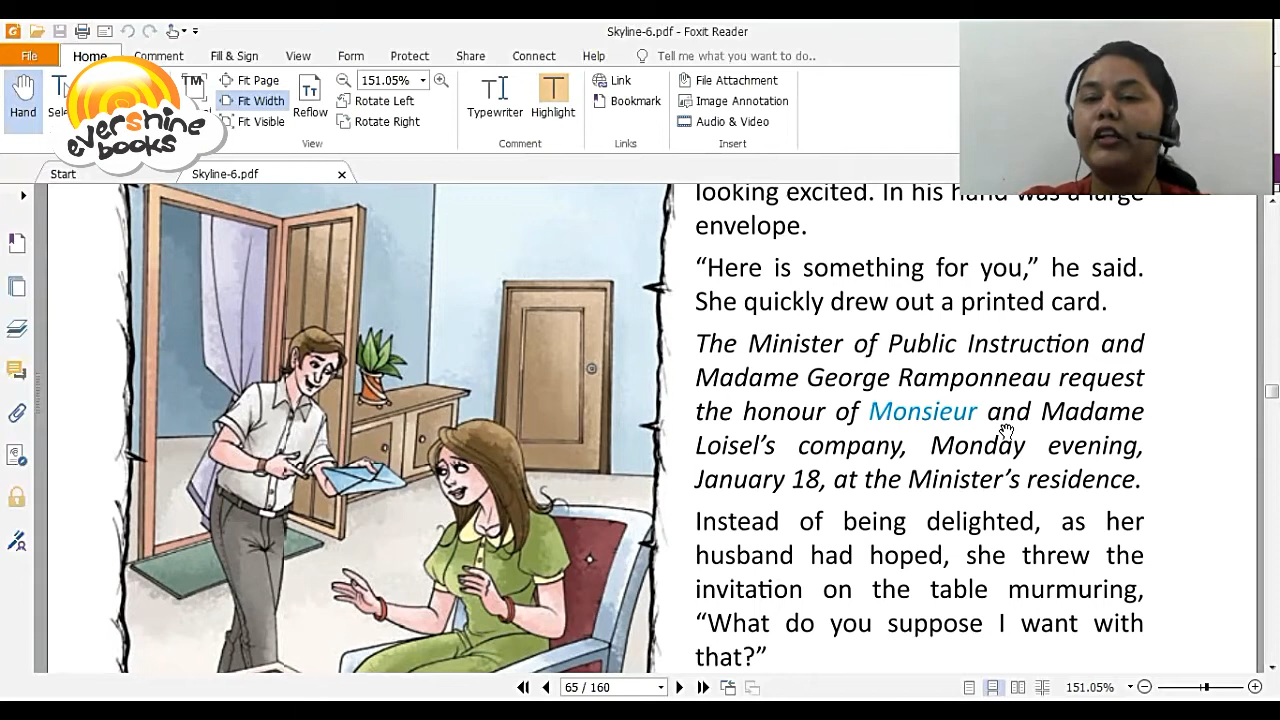 Skyline-6.pdf - Foxit Reader
File Home Comment Fill & Sign View Form Protect Share Connect Help Tell me what you want to do..
Fit Page 151.05% Link File Attachment
Fit Width Rotate Left Bookmark Image Annotation
Fit Visible Rotate Right Audio & Video
Hand Reflow Typewriter Highlight
View Comment Links Insert
evershine
books
Start Skyline-6.pdf
looking excited. In his hand was a large
envelope.
“Here is something for you,” he said.
She quickly drew out a printed card.
The Minister of Public Instruction and
Madame George Ramponneau request
the honour of Monsieur and Madame
Loisel’s company, Monday evening,
January 18, at the Minister’s residence.
Instead of being delighted, as her
husband had hoped, she threw the
invitation on the table murmuring,
“What do you suppose I want with
that?”
65 / 160 151.05%